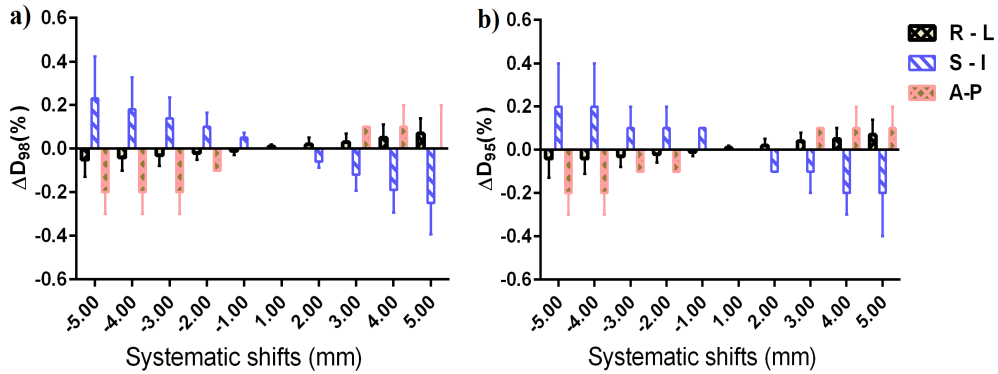 a)
ΔD98(%)
0.6
0.4
0.2
0.0
-0.2
-0.4
-0.6
-5.00 -4.00 -3.00 -2.00 -1.00 1.00 2.00 3.00 4.00 5.00
Systematic shifts (mm)
b)
ΔD95(%)
0.6
0.4
0.2
0.0
-0.2
-0.4
-0.6
-5.00 -4.00 -3.00 -2.00 -1.00 1.00 2.00 3.00 4.00 5.00
Systematic shifts (mm)
R - L
S - I
A-P